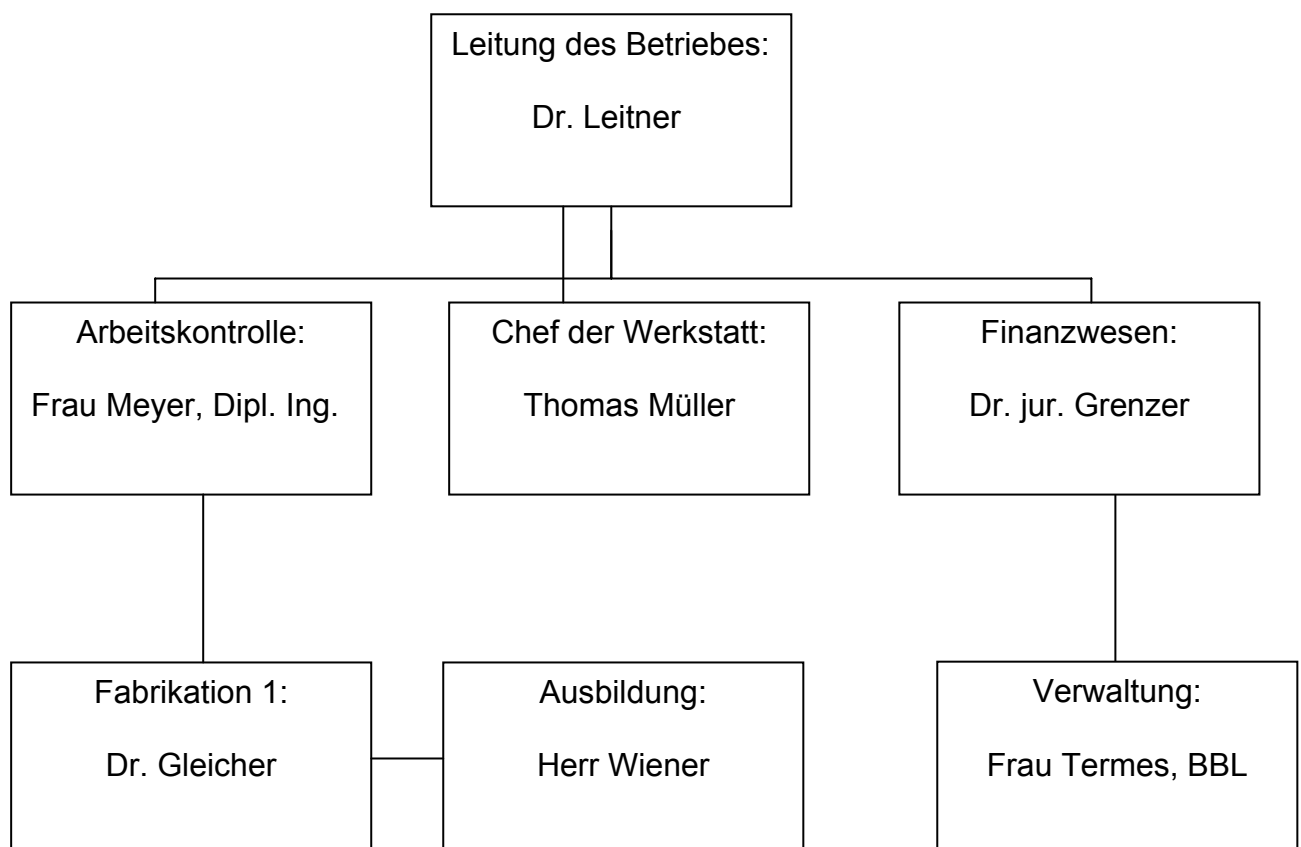 Leitung des Betriebes:
Dr. Leitner
Arbeitskontrolle:
Frau Meyer, Dipl. Ing.
Chef der Werkstatt:
Thomas Müller
Finanzwesen:
Dr. jur. Grenzer
Fabrikation 1:
Dr. Gleicher
Ausbildung:
Herr Wiener
Verwaltung:
Frau Termes, BBL